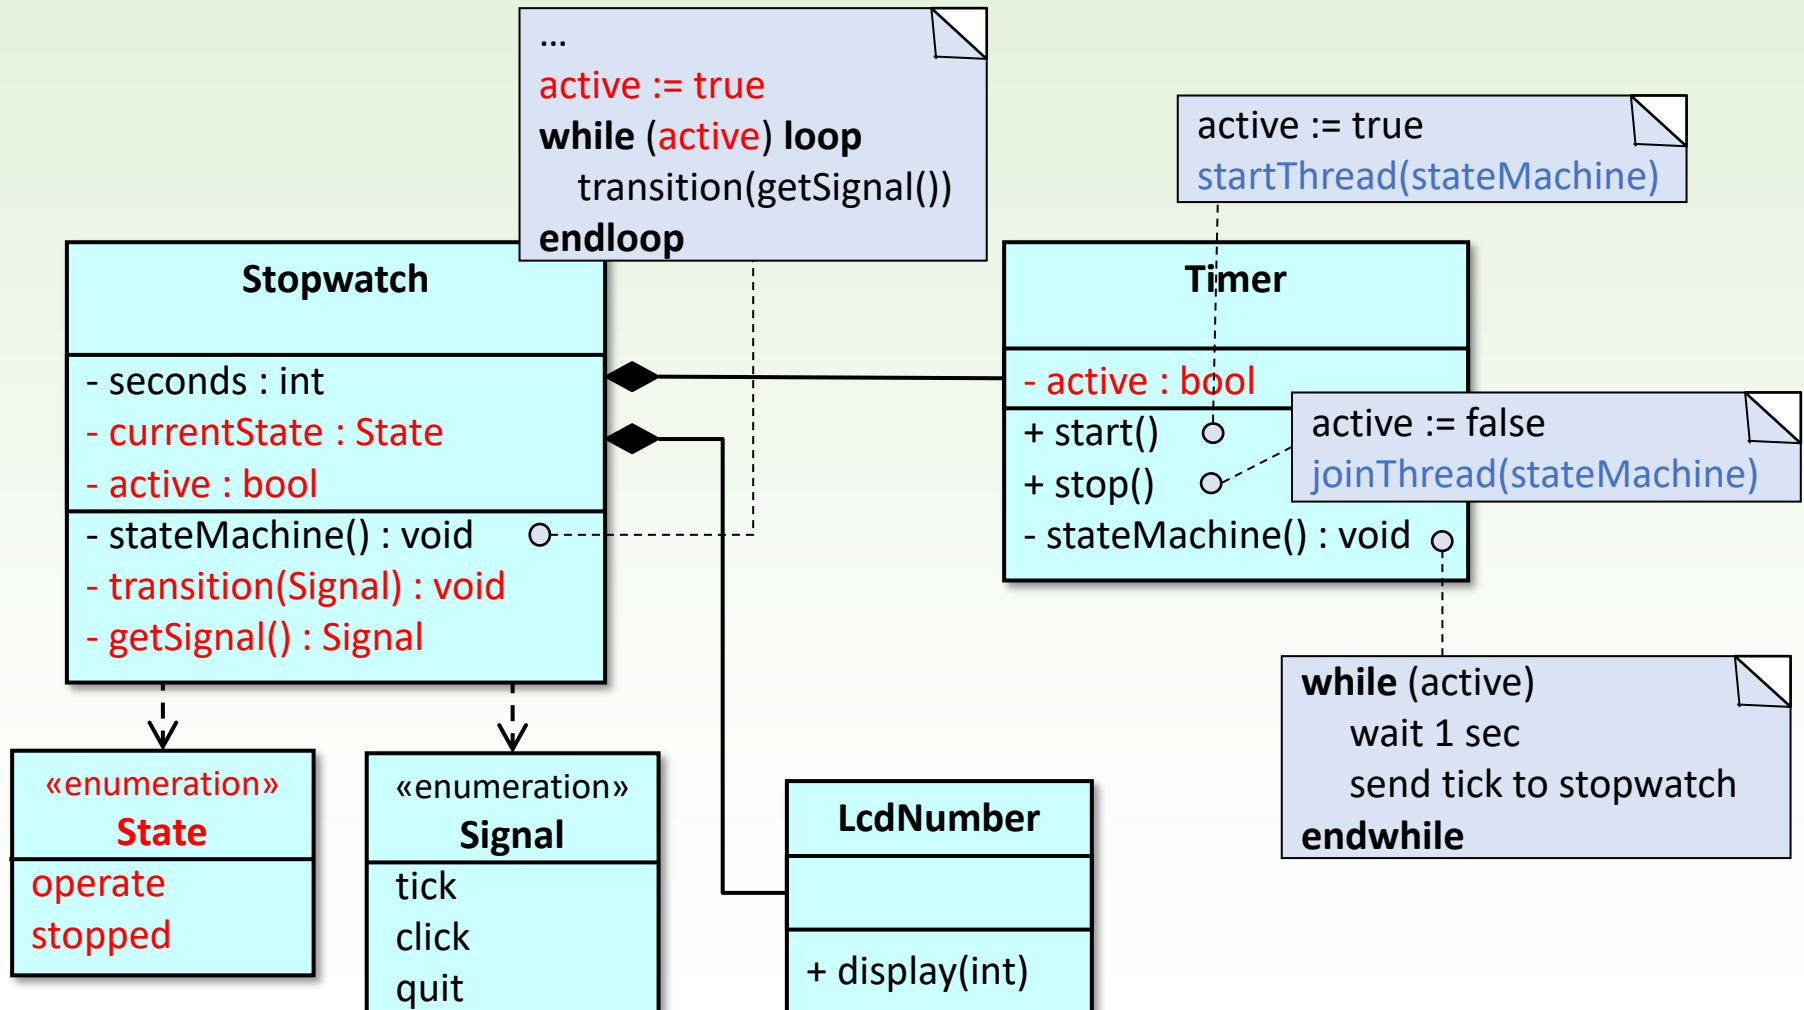 ...
active := true
while (active) loop
transition(getSignal())
endloop
active := true
startThread(stateMachine)
Stopwatch
- seconds : int
- currentState : State
- active : bool
- stateMachine() : void
- transition(Signal) : void
- getSignal() : Signal
Timer
- active : bool
+ start()
+ stop()
- stateMachine() : void
active := false
joinThread(stateMachine)
while (active)
wait 1 sec
send tick to stopwatch
endwhile
«enumeration»
State
operate
stopped
«enumeration»
Signal
tick
click
quit
LcdNumber
+ display(int)